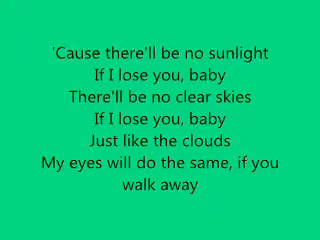 'Cause there'll be no sunlight
If I lose you, baby
There'll be no clear skies
If I lose you, baby
Just like the clouds
My eyes will do the same, if you
walk away